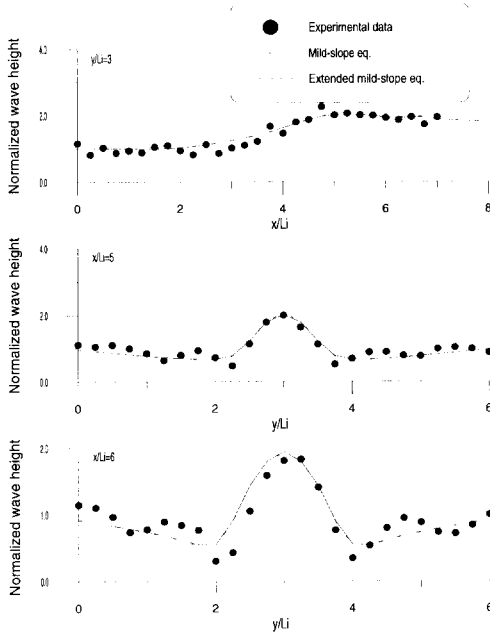 Experimental data
Mild-slope eq.
Extended mild-slope eq.
Normalized wave height
4.0
2.0
0.0
y/Li=3
0 2 4 6 8
x/Li
Normalized wave height
4.0
2.0
0.0
x/Li=5
0 2 4 6
y/Li
Normalized wave height
2.0
1.0
0.0
x/Li=6
0 2 4 6
y/Li